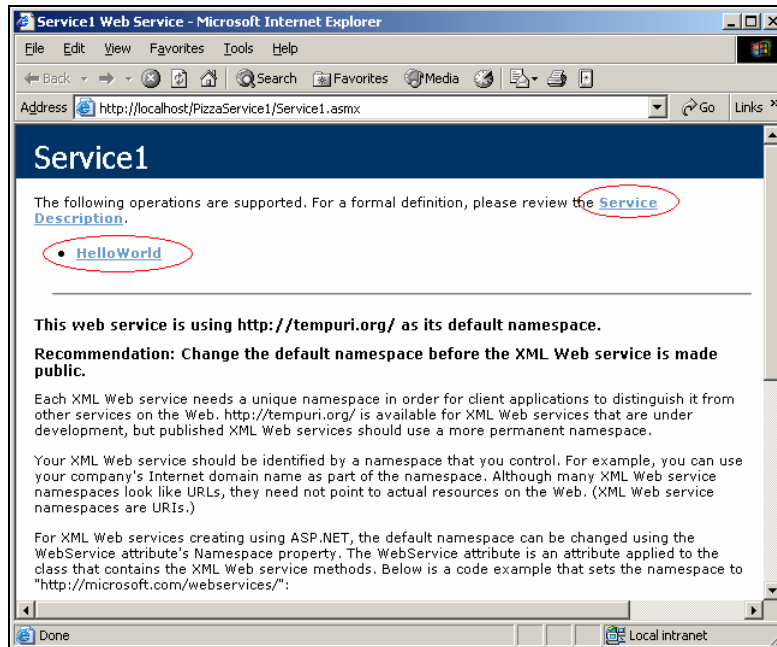 Service1 Web Service - Microsoft Internet Explorer
File Edit View Favorites Tools Help
Back Search Favorites Media
Address http://localhost/PizzaService1/Service1.asmx Go Links »
Service1
The following operations are supported. For a formal definition, please review the Service
Description.
• HelloWorld
This web service is using http://tempuri.org/ as its default namespace.
Recommendation: Change the default namespace before the XML Web service is made
public.
Each XML Web service needs a unique namespace in order for client applications to distinguish it from
other services on the Web. http://tempuri.org/ is available for XML Web services that are under
development, but published XML Web services should use a more permanent namespace.
Your XML Web service should be identified by a namespace that you control. For example, you can use
your company's Internet domain name as part of the namespace. Although many XML Web service
namespaces look like URLs, they need not point to actual resources on the Web. (XML Web service
namespaces are URIs.)
For XML Web services creating using ASP.NET, the default namespace can be changed using the
WebService attribute's Namespace property. The WebService attribute is an attribute applied to the
class that contains the XML Web service methods. Below is a code example that sets the namespace to
"http://microsoft.com/webservices/":
Done Local intranet